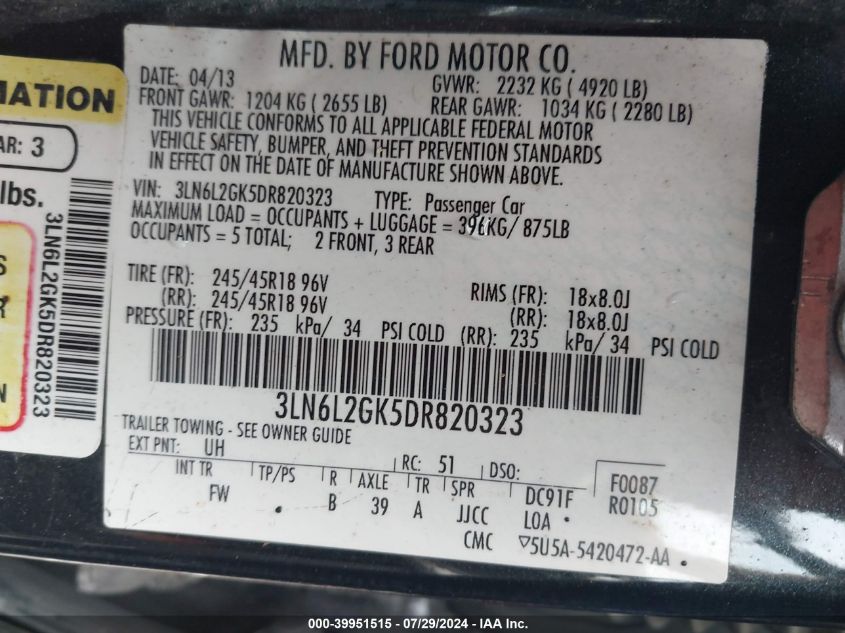 MATION
AR: 3
lbs.
3LN6L2GK5DR820323
S
R
N
MFD. BY FORD MOTOR CO.
DATE: 04/13 GVWR: 2232 KG ( 4920 LB)
FRONT GAWR: 1204 KG ( 2655 LB) REAR GAWR: 1034 KG ( 2280 LB)
THIS VEHICLE CONFORMS TO ALL APPLICABLE FEDERAL MOTOR
VEHICLE SAFETY, BUMPER, AND THEFT PREVENTION STANDARDS
IN EFFECT ON THE DATE OF MANUFACTURE SHOWN ABOVE.
VIN: 3LN6L2GK5DR820323 TYPE: Passenger Car
MAXIMUM LOAD = OCCUPANTS + LUGGAGE = 396KG/ 875LB
OCCUPANTS = 5 TOTAL; 2 FRONT, 3 REAR
TIRE (FR): 245/45R18 96V RIMS (FR): 18x8.0J
(RR): 245/45R18 96V (RR): 18x8.0J
PRESSURE (FR): 235 kPa/ 34 PSI COLD (RR): 235 kPa/ 34 PSI COLD
3LN6L2GK5DR820323
TRAILER TOWING - SEE OWNER GUIDE
EXT PNT: UH RC: 51 DSO: F0087
INT TR TP/PS R AXLE TR SPR DC91F R0105
FW . B 39 A JJCC LOA .
CMC ▽5U5A-5420472-AA .
000-39951515 - 07/29/2024 - IAA Inc.